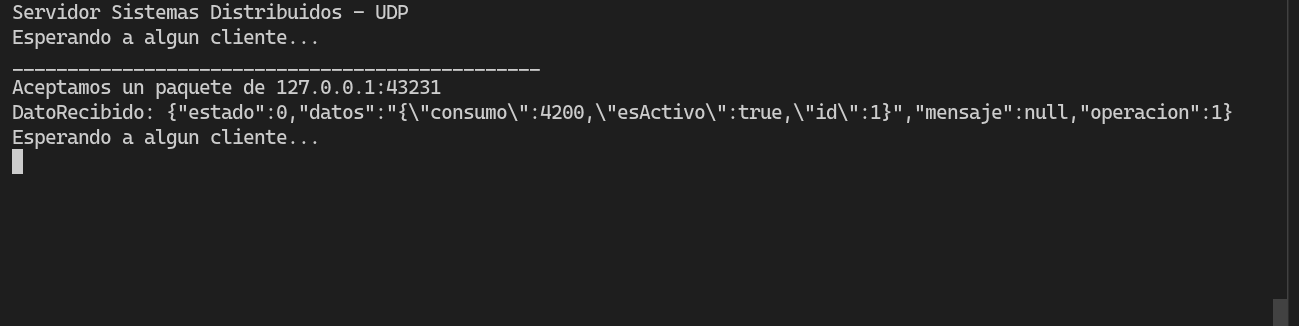 Servidor Sistemas Distribuidos - UDP
Esperando a algun cliente...
________________________________________________
Aceptamos un paquete de 127.0.0.1:43231
DatoRecibido: {"estado":0,"datos":"{\"consumo\":4200,\"esActivo\":true,\"id\":1}","mensaje":null,"operacion":1}
Esperando a algun cliente...